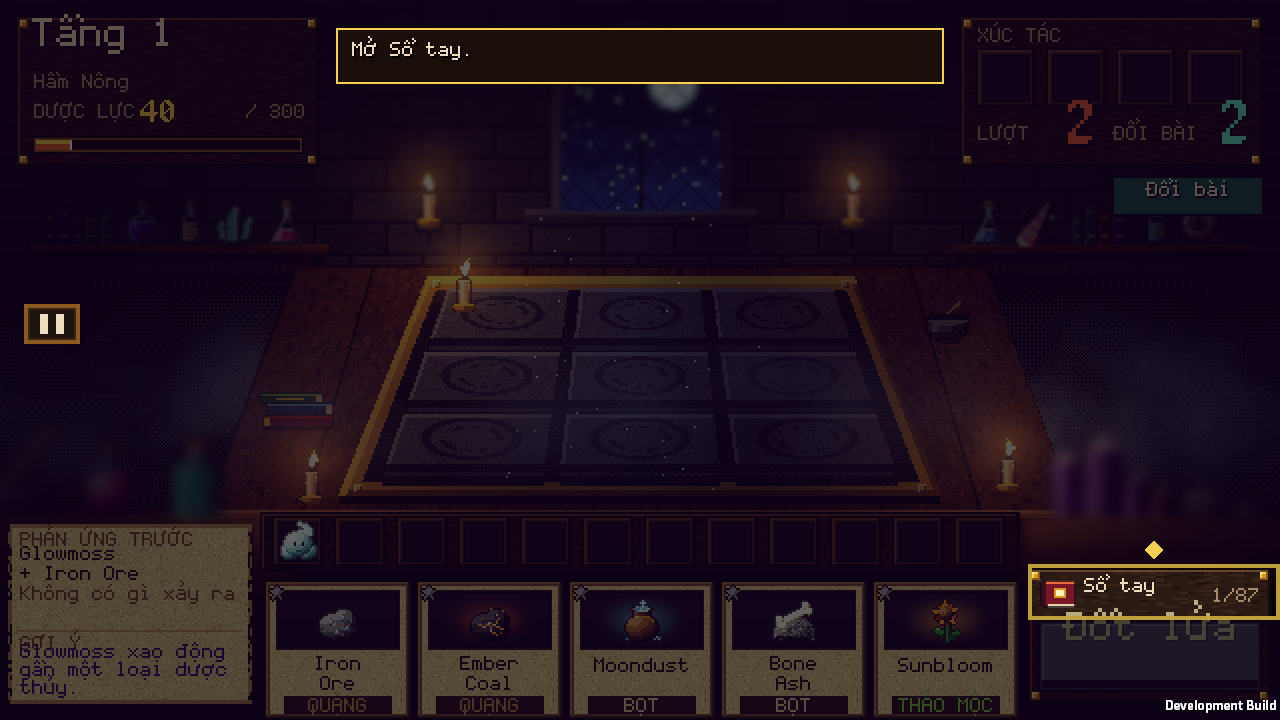 Tầng 1
Hầm Nông
DƯỢC LỰC 40 / 300
Mở Sổ tay.
XÚC TÁC
LƯỢT 2 ĐỔI BÀI 2
Đổi bài
PHẢN ỨNG TRƯỚC
Glowmoss
+ Iron Ore
Không có gì xảy ra
GỢI Ý
Glowmoss xao động
gần một loại dược
thủy.
Iron
Ore
QUẶNG
Ember
Coal
QUẶNG
Moondust
BỘT
Bone
Ash
BỘT
Sunbloom
THẢO MỘC
Sổ tay 1/87
Đốt lửa
Development Build